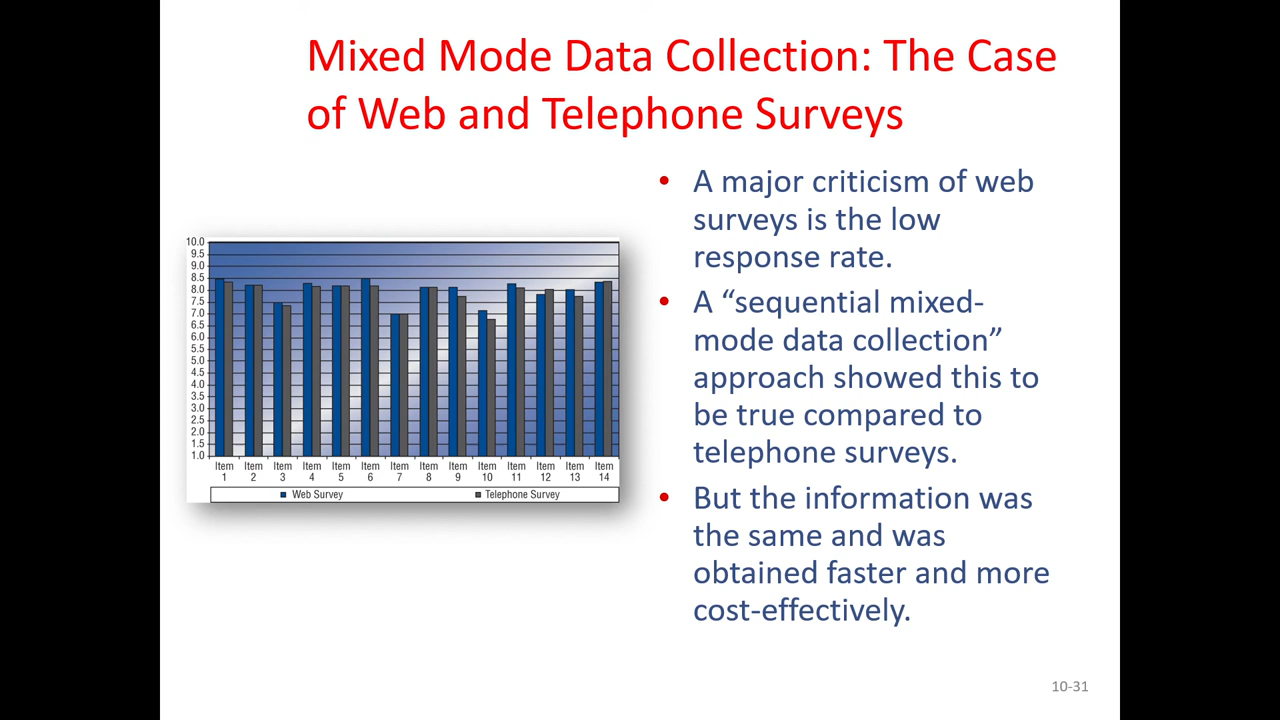 Mixed Mode Data Collection: The Case
of Web and Telephone Surveys
10.0
9.5
9.0
8.5
8.0
7.5
7.0
6.5
6.0
5.5
5.0
4.5
4.0
3.5
3.0
2.5
2.0
1.5
1.0
Item Item Item Item Item Item Item Item Item Item Item Item Item Item
1 2 3 4 5 6 7 8 9 10 11 12 13 14
Web Survey Telephone Survey
• A major criticism of web
surveys is the low
response rate.
• A “sequential mixed-
mode data collection”
approach showed this to
be true compared to
telephone surveys.
• But the information was
the same and was
obtained faster and more
cost-effectively.
10-31